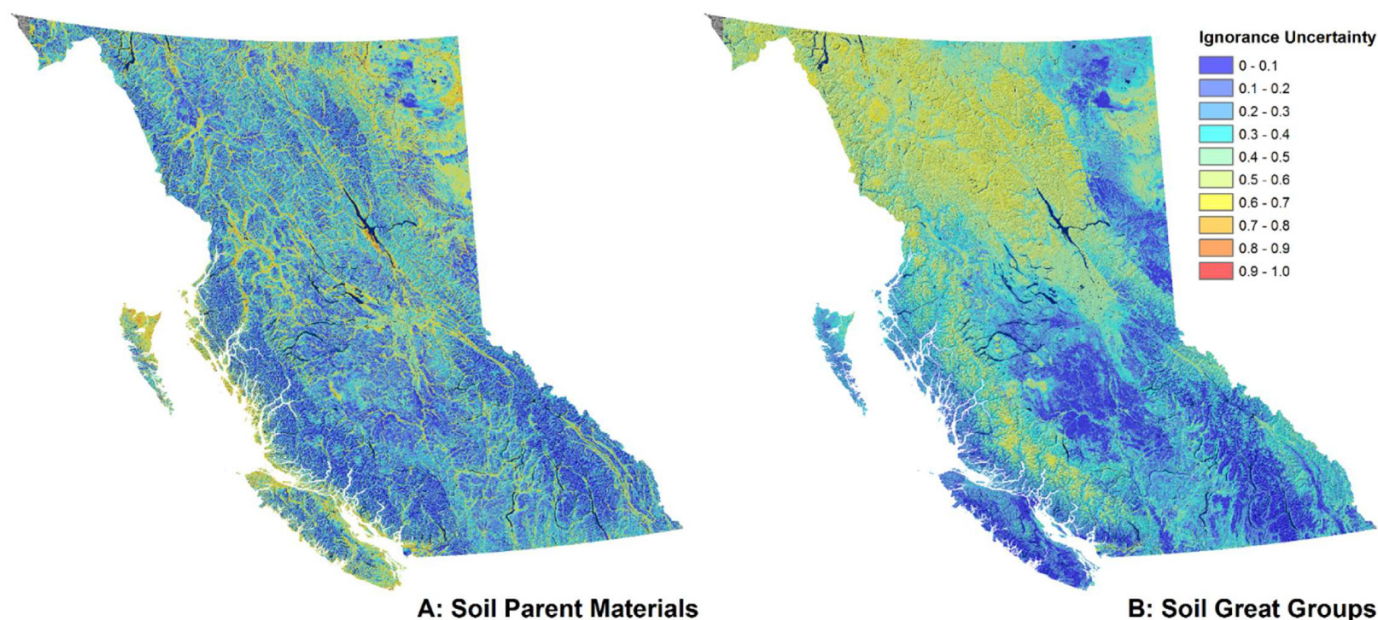 Ignorance Uncertainty
0 - 0.1
0.1 - 0.2
0.2 - 0.3
0.3 - 0.4
0.4 - 0.5
0.5 - 0.6
0.6 - 0.7
0.7 - 0.8
0.8 - 0.9
0.9 - 1.0
A: Soil Parent Materials
B: Soil Great Groups